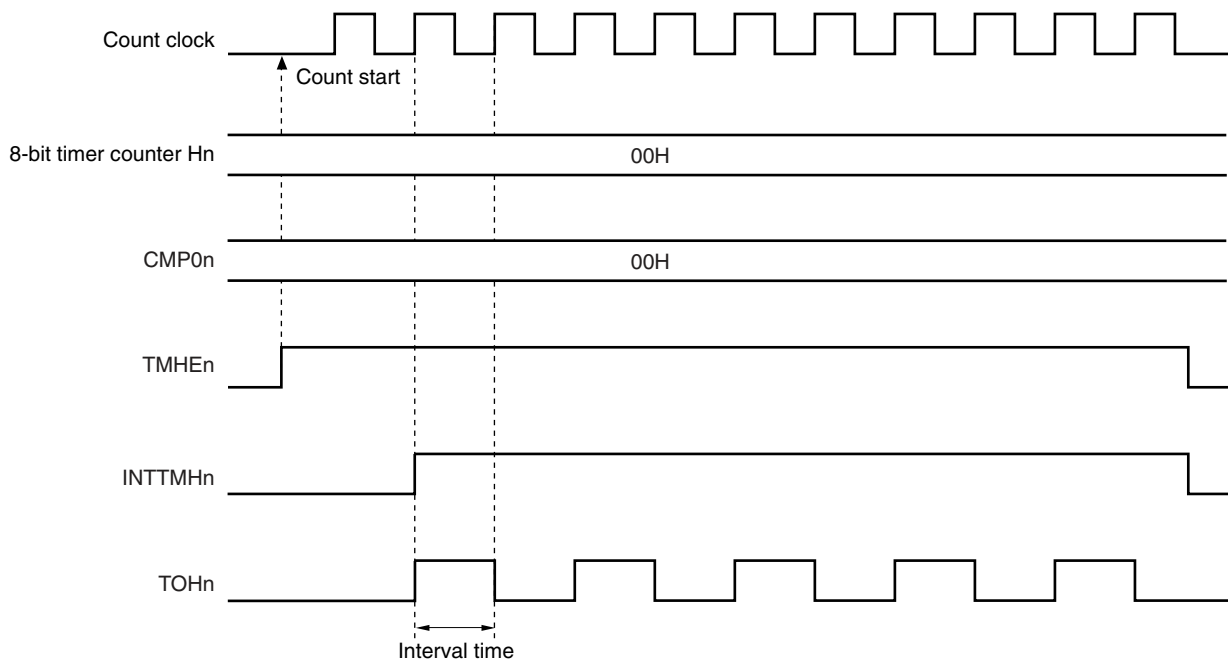 Count clock
Count start
8-bit timer counter Hn
00H
CMP0n
00H
TMHEn
INTTMHn
TOHn
Interval time